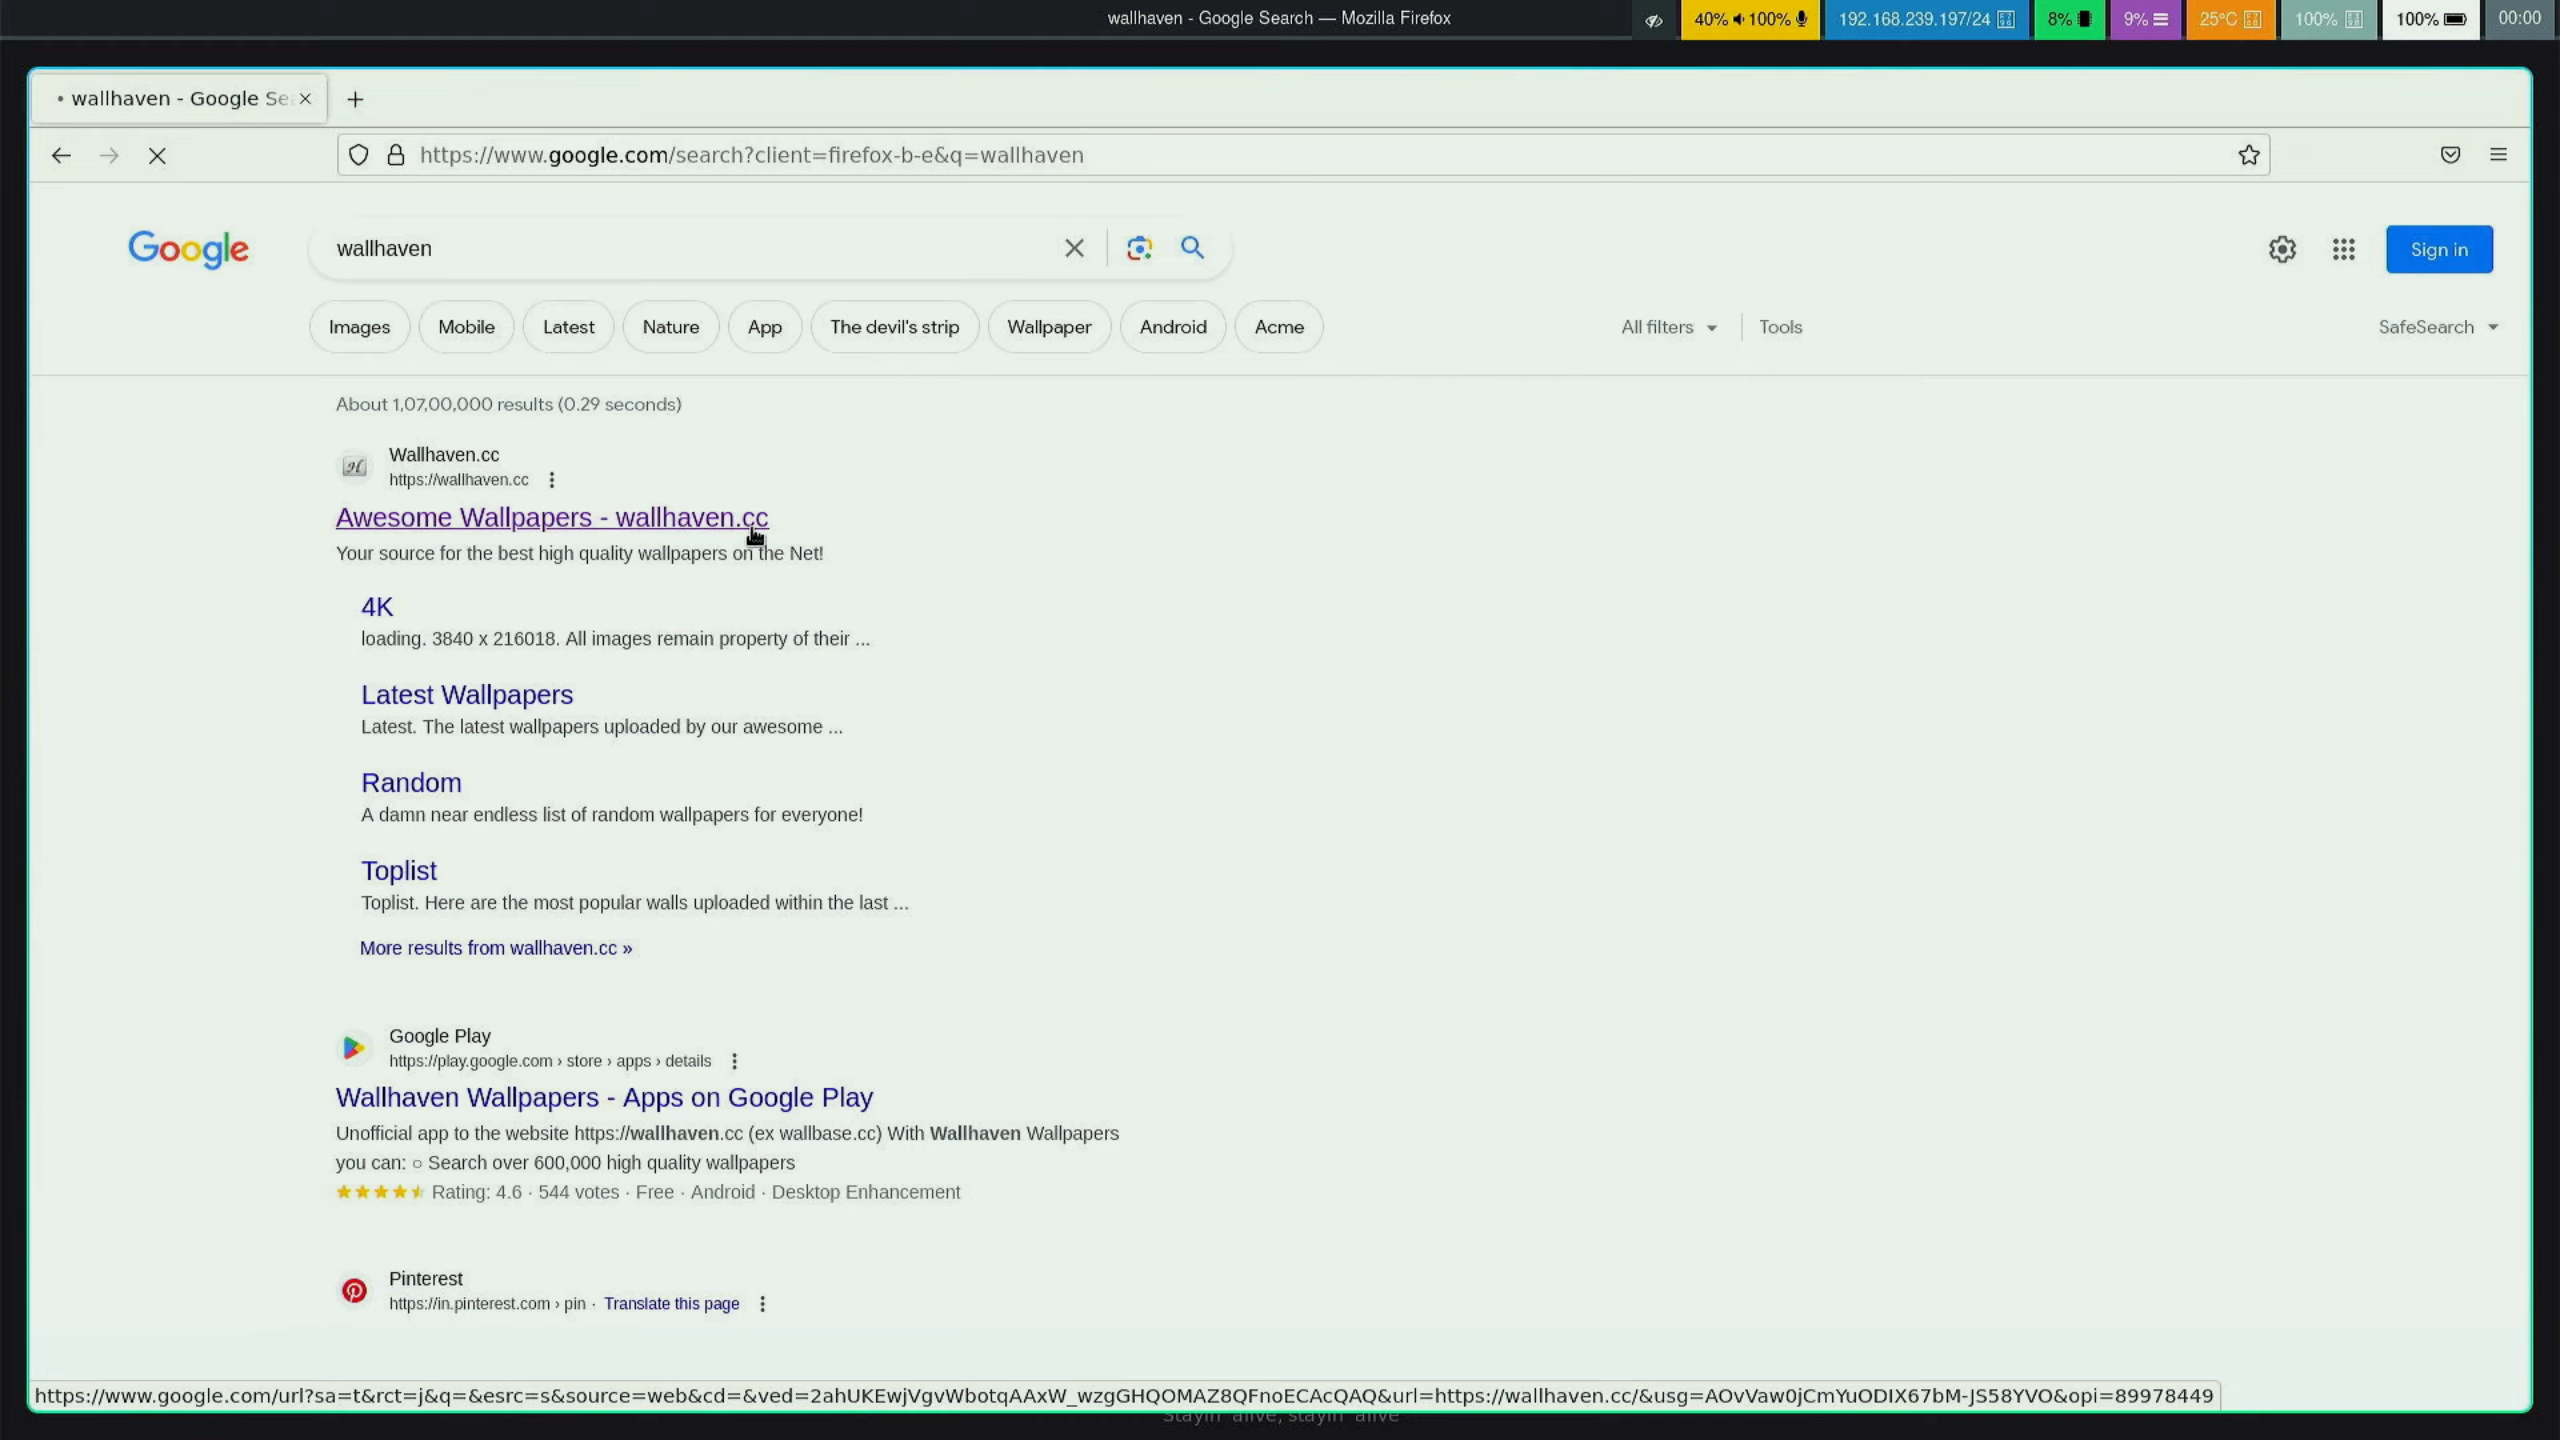 wallhaven - Google Search — Mozilla Firefox
40% 100% 192.168.239.197/24 8% 9% 25°C 100% 100% 00:00
wallhaven - Google Se
https://www.google.com/search?client=firefox-b-e&q=wallhaven
Google wallhaven Sign in
Images Mobile Latest Nature App The devil's strip Wallpaper Android Acme All filters Tools SafeSearch
About 1,07,00,000 results (0.29 seconds)
Wallhaven.cc
https://wallhaven.cc
Awesome Wallpapers - wallhaven.cc
Your source for the best high quality wallpapers on the Net!
4K
loading. 3840 x 216018. All images remain property of their ...
Latest Wallpapers
Latest. The latest wallpapers uploaded by our awesome ...
Random
A damn near endless list of random wallpapers for everyone!
Toplist
Toplist. Here are the most popular walls uploaded within the last ...
More results from wallhaven.cc »
Google Play
https://play.google.com › store › apps › details
Wallhaven Wallpapers - Apps on Google Play
Unofficial app to the website https://wallhaven.cc (ex wallbase.cc) With Wallhaven Wallpapers
you can: ○ Search over 600,000 high quality wallpapers
Rating: 4.6 · 544 votes · Free · Android · Desktop Enhancement
Pinterest
https://in.pinterest.com › pin · Translate this page
https://www.google.com/url?sa=t&rct=j&q=&esrc=s&source=web&cd=&ved=2ahUKEwjVgvWbotqAAxW_wzgGHQOMAZ8QFnoECAcQAQ&url=https://wallhaven.cc/&usg=AOvVaw0jCmYuODIX67bM-JS58YVO&opi=89978449
Stayin' alive, stayin' alive